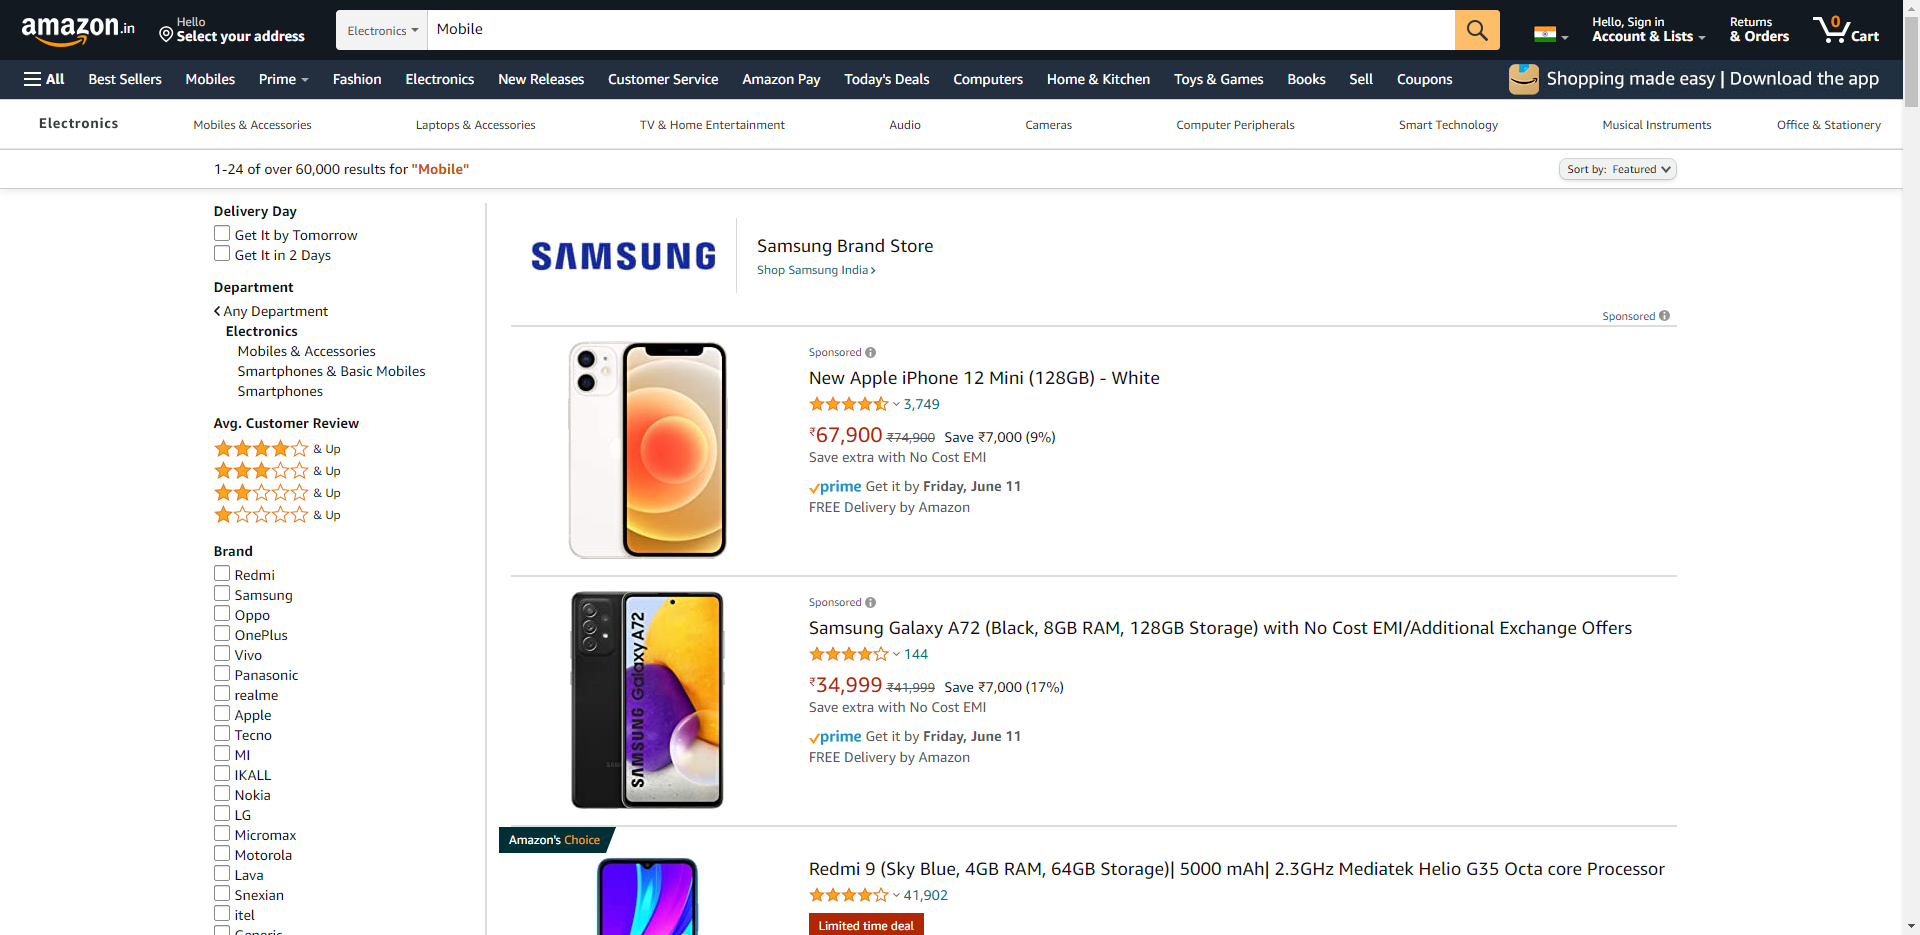 amazon.in
Hello
Select your address
Electronics
Mobile
Hello, Sign in
Account & Lists
Returns
& Orders
0
Cart
All
Best Sellers
Mobiles
Prime
Fashion
Electronics
New Releases
Customer Service
Amazon Pay
Today's Deals
Computers
Home & Kitchen
Toys & Games
Books
Sell
Coupons
Shopping made easy | Download the app
Electronics
Mobiles & Accessories
Laptops & Accessories
TV & Home Entertainment
Audio
Cameras
Computer Peripherals
Smart Technology
Musical Instruments
Office & Stationery
1-24 of over 60,000 results for "Mobile"
Sort by: Featured
Delivery Day
Get It by Tomorrow
Get It in 2 Days
Department
Any Department
Electronics
Mobiles & Accessories
Smartphones & Basic Mobiles
Smartphones
Avg. Customer Review
& Up
& Up
& Up
& Up
Brand
Redmi
Samsung
Oppo
OnePlus
Vivo
Panasonic
realme
Apple
Tecno
MI
IKALL
Nokia
LG
Micromax
Motorola
Lava
Snexian
itel
Generic
SAMSUNG
Samsung Brand Store
Shop Samsung India
Sponsored
Sponsored
New Apple iPhone 12 Mini (128GB) - White
3,749
₹67,900 ₹74,900 Save ₹7,000 (9%)
Save extra with No Cost EMI
prime Get it by Friday, June 11
FREE Delivery by Amazon
SAMSUNG Galaxy A72
Sponsored
Samsung Galaxy A72 (Black, 8GB RAM, 128GB Storage) with No Cost EMI/Additional Exchange Offers
144
₹34,999 ₹41,999 Save ₹7,000 (17%)
Save extra with No Cost EMI
prime Get it by Friday, June 11
FREE Delivery by Amazon
Amazon's Choice
Redmi 9 (Sky Blue, 4GB RAM, 64GB Storage)| 5000 mAh| 2.3GHz Mediatek Helio G35 Octa core Processor
41,902
Limited time deal